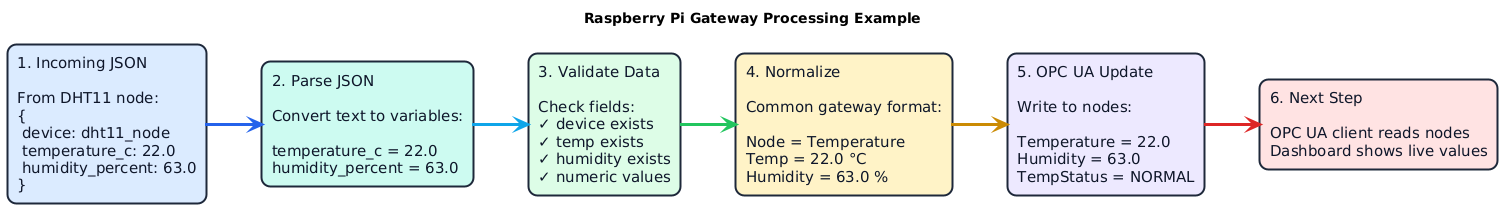 Raspberry Pi Gateway Processing Example
1. Incoming JSON
From DHT11 node:
{
device: dht11_node
temperature_c: 22.0
humidity_percent: 63.0
}
2. Parse JSON
Convert text to variables:
temperature_c = 22.0
humidity_percent = 63.0
3. Validate Data
Check fields:
✓ device exists
✓ temp exists
✓ humidity exists
✓ numeric values
4. Normalize
Common gateway format:
Node = Temperature
Temp = 22.0 °C
Humidity = 63.0 %
5. OPC UA Update
Write to nodes:
Temperature = 22.0
Humidity = 63.0
TempStatus = NORMAL
6. Next Step
OPC UA client reads nodes
Dashboard shows live values